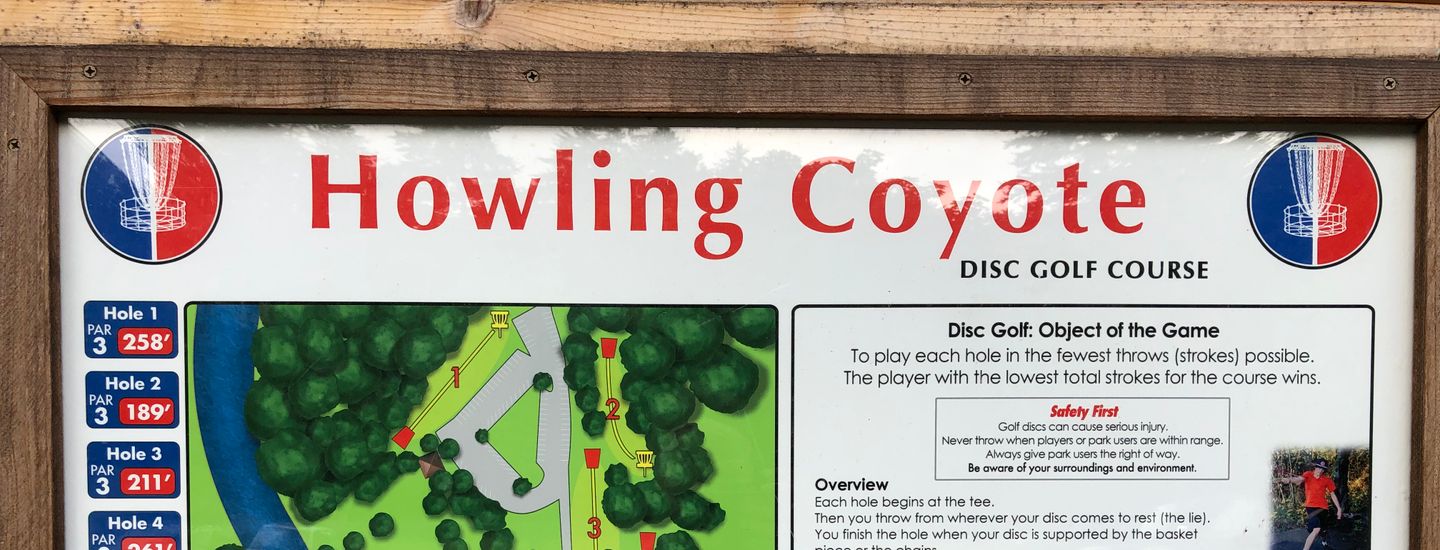 Howling Coyote
DISC GOLF COURSE
Hole 1
PAR
3 258′
Hole 2
PAR
3 189′
Hole 3
PAR
3 211′
Hole 4
1
2
3
Disc Golf: Object of the Game
To play each hole in the fewest throws (strokes) possible.
The player with the lowest total strokes for the course wins.
Safety First
Golf discs can cause serious injury.
Never throw when players or park users are within range.
Always give park users the right of way.
Be aware of your surroundings and environment.
Overview
Each hole begins at the tee.
Then you throw from wherever your disc comes to rest (the lie).
You finish the hole when your disc is supported by the basket